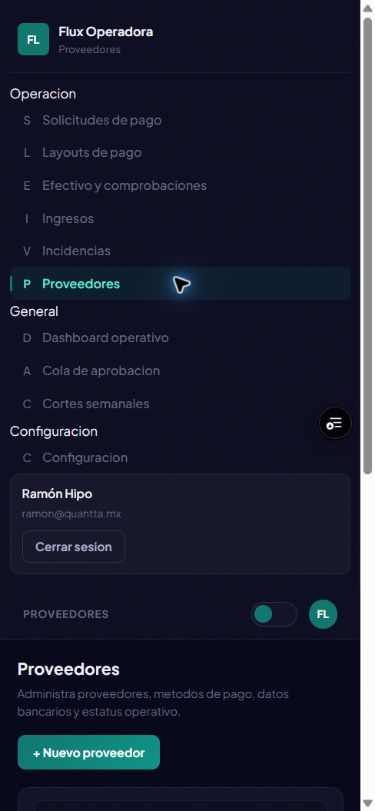 FL
Flux Operadora
Proveedores
Operacion
S Solicitudes de pago
L Layouts de pago
E Efectivo y comprobaciones
I Ingresos
V Incidencias
P Proveedores
General
D Dashboard operativo
A Cola de aprobacion
C Cortes semanales
Configuracion
C Configuracion
Ramón Hipo
ramon@quantta.mx
Cerrar sesion
PROVEEDORES
FL
Proveedores
Administra proveedores, metodos de pago, datos
bancarios y estatus operativo.
+ Nuevo proveedor